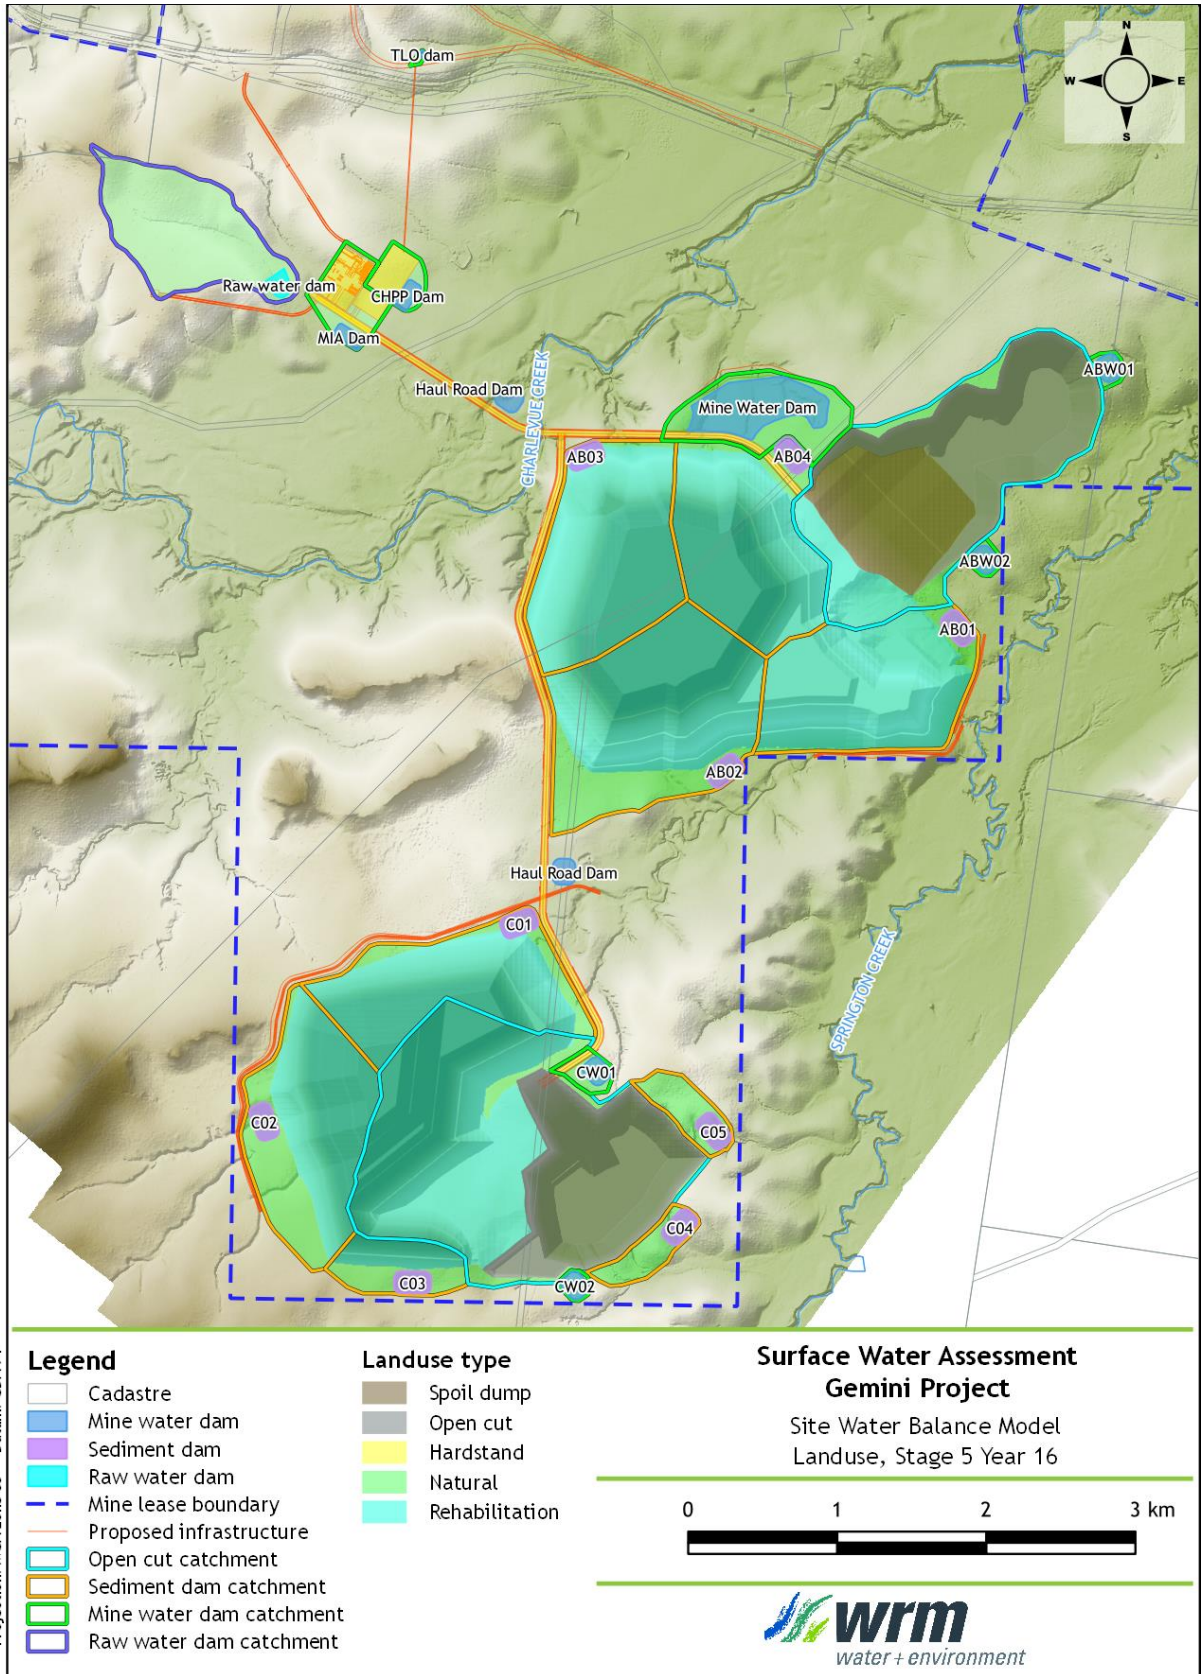 TLO dam
N
W
E
S
Raw water dam
CHPP Dam
MIA Dam
Haul Road Dam
CHARLEVUE CREEK
Mine Water Dam
ABW01
AB03
AB04
ABW02
AB01
AB02
Haul Road Dam
C01
SPRINGTON CREEK
CW01
C02
C05
C04
C03
CW02
Legend
Cadastre
Mine water dam
Sediment dam
Raw water dam
Mine lease boundary
Proposed infrastructure
Open cut catchment
Sediment dam catchment
Mine water dam catchment
Raw water dam catchment
Landuse type
Spoil dump
Open cut
Hardstand
Natural
Rehabilitation
Surface Water Assessment
Gemini Project
Site Water Balance Model
Landuse, Stage 5 Year 16
0 1 2 3 km
wrm
water + environment